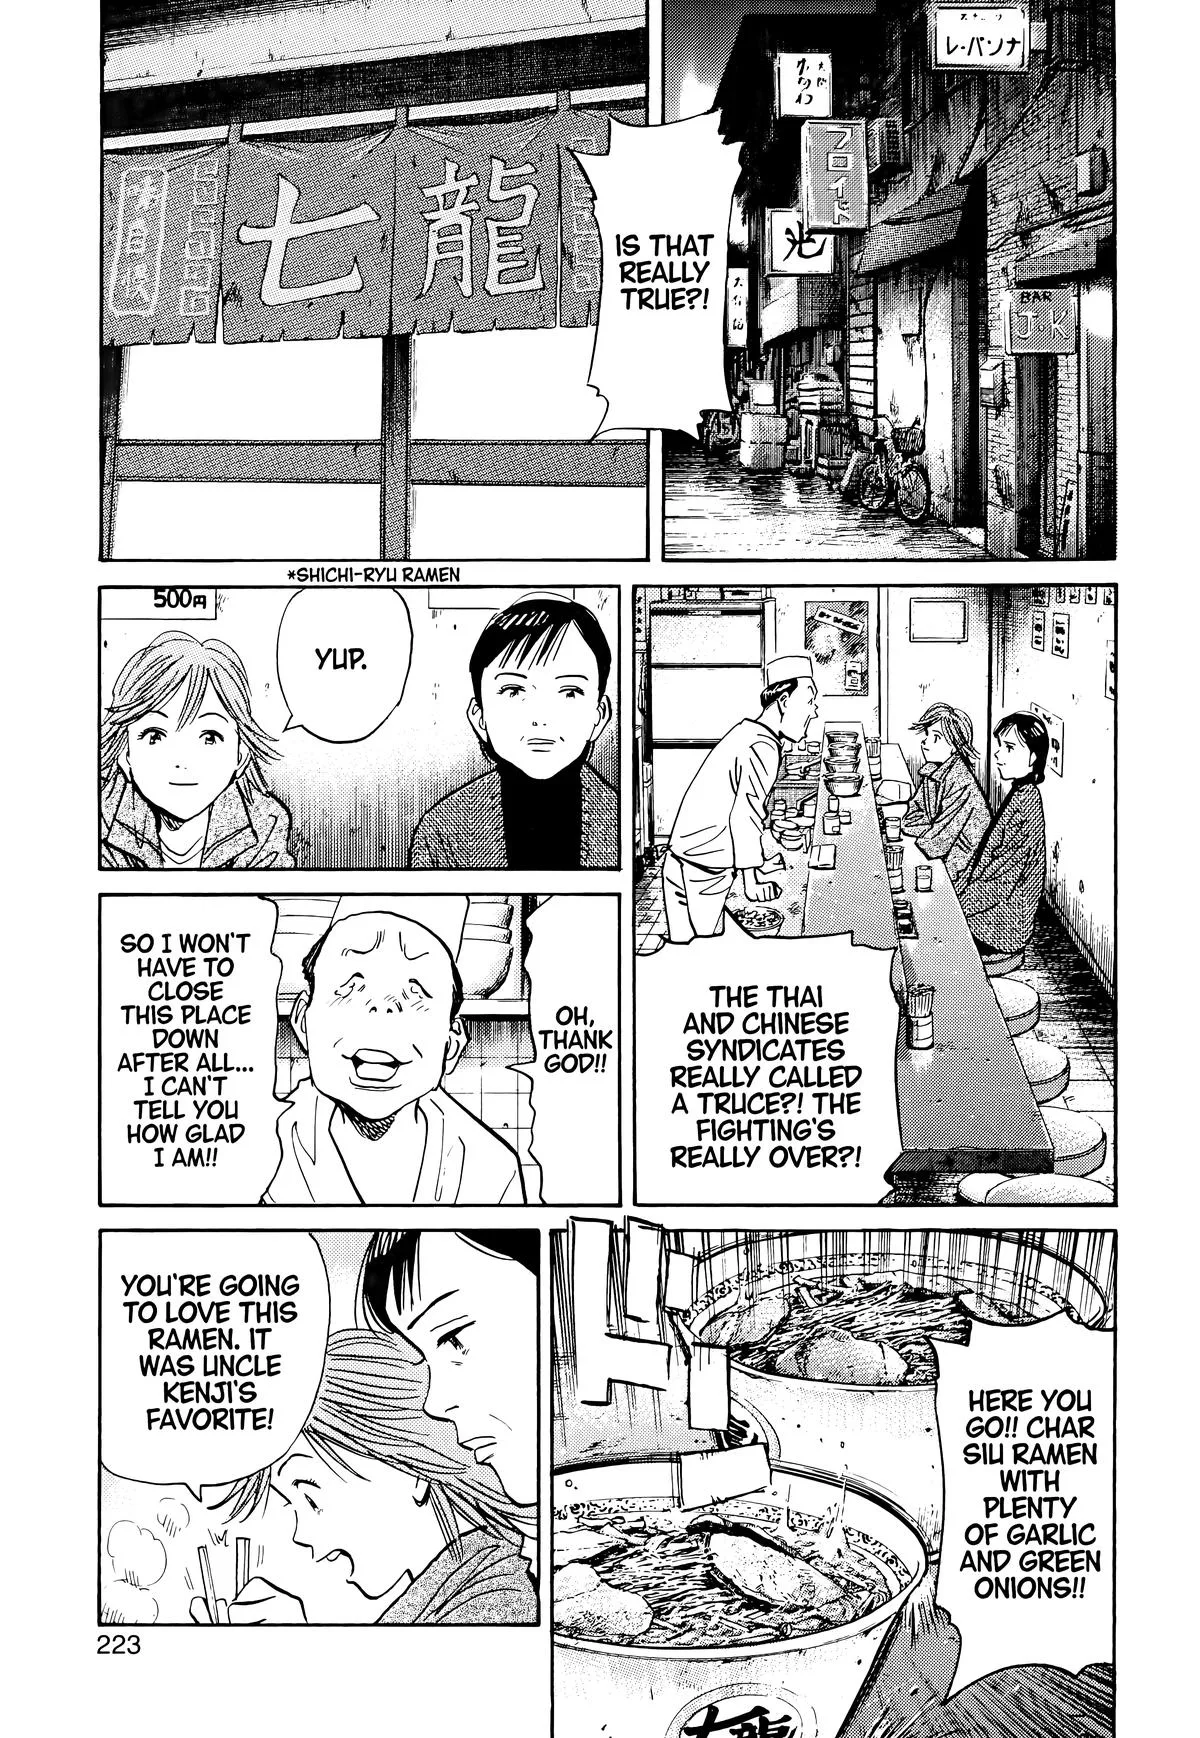 レ・バンナ
フロイト
光
BAR
JK
IS THAT
REALLY
TRUE?!
七龍
*SHICHI-RYU RAMEN
THE THAI
AND CHINESE
SYNDICATES
REALLY CALLED
A TRUCE?! THE
FIGHTING'S
REALLY OVER?!
500円
YUP.
OH,
THANK
GOD!!
SO I WON'T
HAVE TO
CLOSE
THIS PLACE
DOWN
AFTER ALL...
I CAN'T
TELL YOU
HOW GLAD
I AM!!
HERE YOU
GO!! CHAR
SIU RAMEN
WITH
PLENTY
OF GARLIC
AND GREEN
ONIONS!!
七龍
YOU'RE GOING
TO LOVE THIS
RAMEN. IT
WAS UNCLE
KENJI'S
FAVORITE!
223